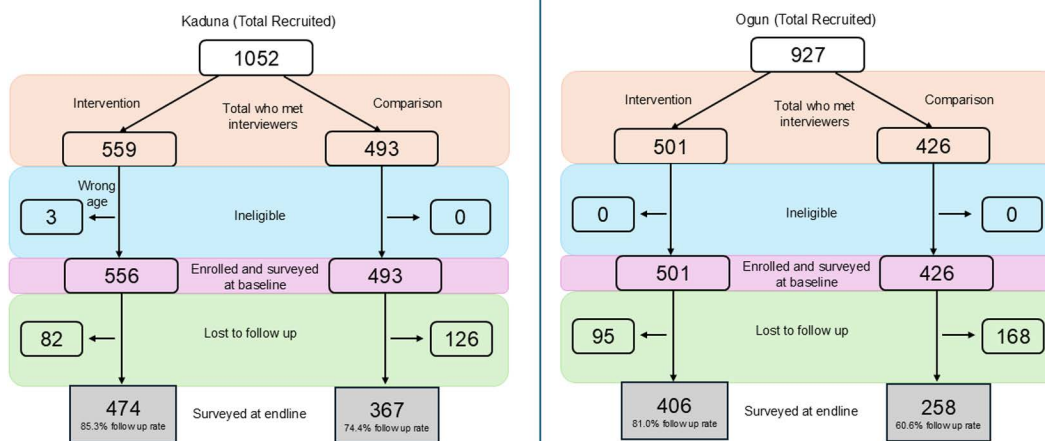 Kaduna (Total Recruited)
1052
Intervention
Total who met
interviewers
Comparison
559
493
Wrong
age
3
Ineligible
0
556
Enrolled and surveyed
at baseline
493
82
Lost to follow up
126
474
85.3% follow up rate
Surveyed at endline
367
74.4% follow up rate
Ogun (Total Recruited)
927
Intervention
Total who met
interviewers
Comparison
501
426
0
Ineligible
0
501
Enrolled and surveyed
at baseline
426
95
Lost to follow up
168
406
81.0% follow up rate
Surveyed at endline
258
60.6% follow up rate